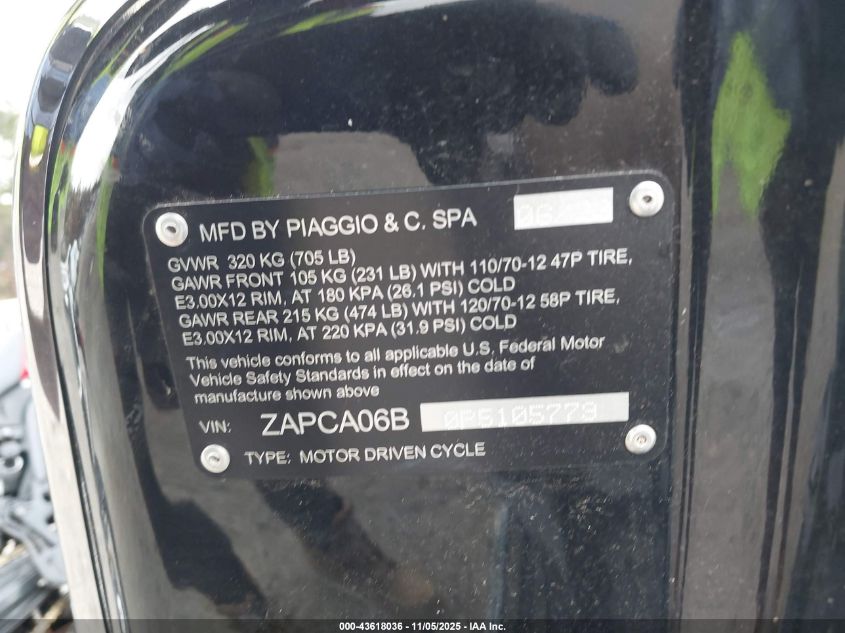 MFD BY PIAGGIO & C. SPA
GVWR 320 KG (705 LB)
GAWR FRONT 105 KG (231 LB) WITH 110/70-12 47P TIRE,
E3.00X12 RIM, AT 180 KPA (26.1 PSI) COLD
GAWR REAR 215 KG (474 LB) WITH 120/70-12 58P TIRE,
E3.00X12 RIM, AT 220 KPA (31.9 PSI) COLD
This vehicle conforms to all applicable U.S. Federal Motor
Vehicle Safety Standards in effect on the date of
manufacture shown above
VIN: ZAPCA06B 0P5105773
TYPE: MOTOR DRIVEN CYCLE
000-43618036 - 11/05/2025 - IAA Inc.